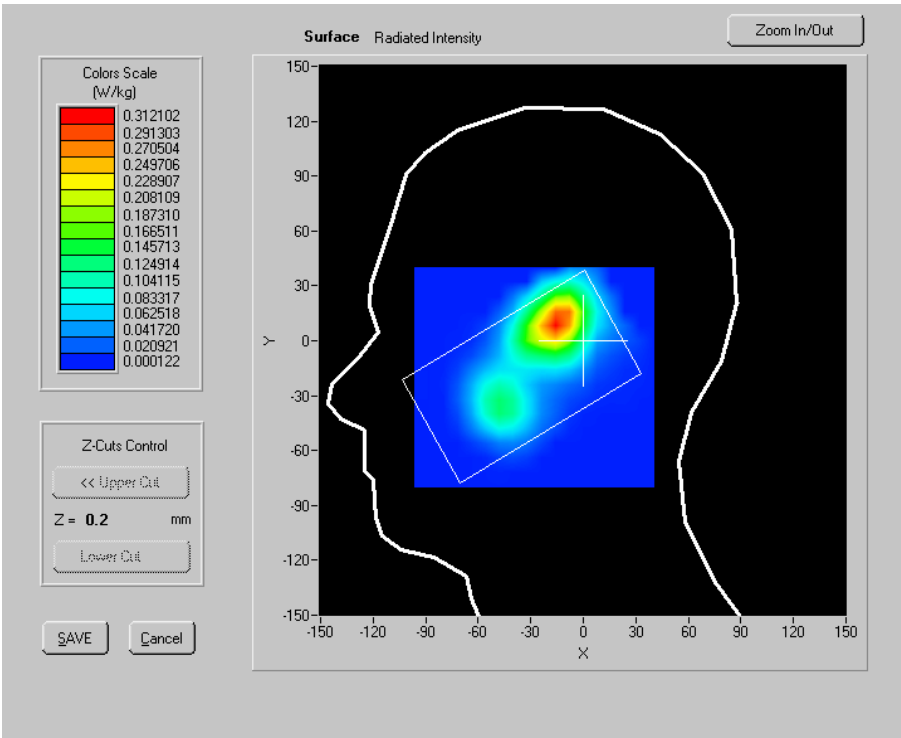 Surface Radiated Intensity
Zoom In/Out
Colors Scale
(W/kg)
0.312102
0.291303
0.270504
0.249706
0.228907
0.208109
0.187310
0.166511
0.145713
0.124914
0.104115
0.083317
0.062518
0.041720
0.020921
0.000122
Z-Cuts Control
<< Upper Cut
Z = 0.2 mm
Lower Cut
SAVE Cancel
150
120
90
60
30
0
-30
-60
-90
-120
-150
Y
-150 -120 -90 -60 -30 0 30 60 90 120 150
X